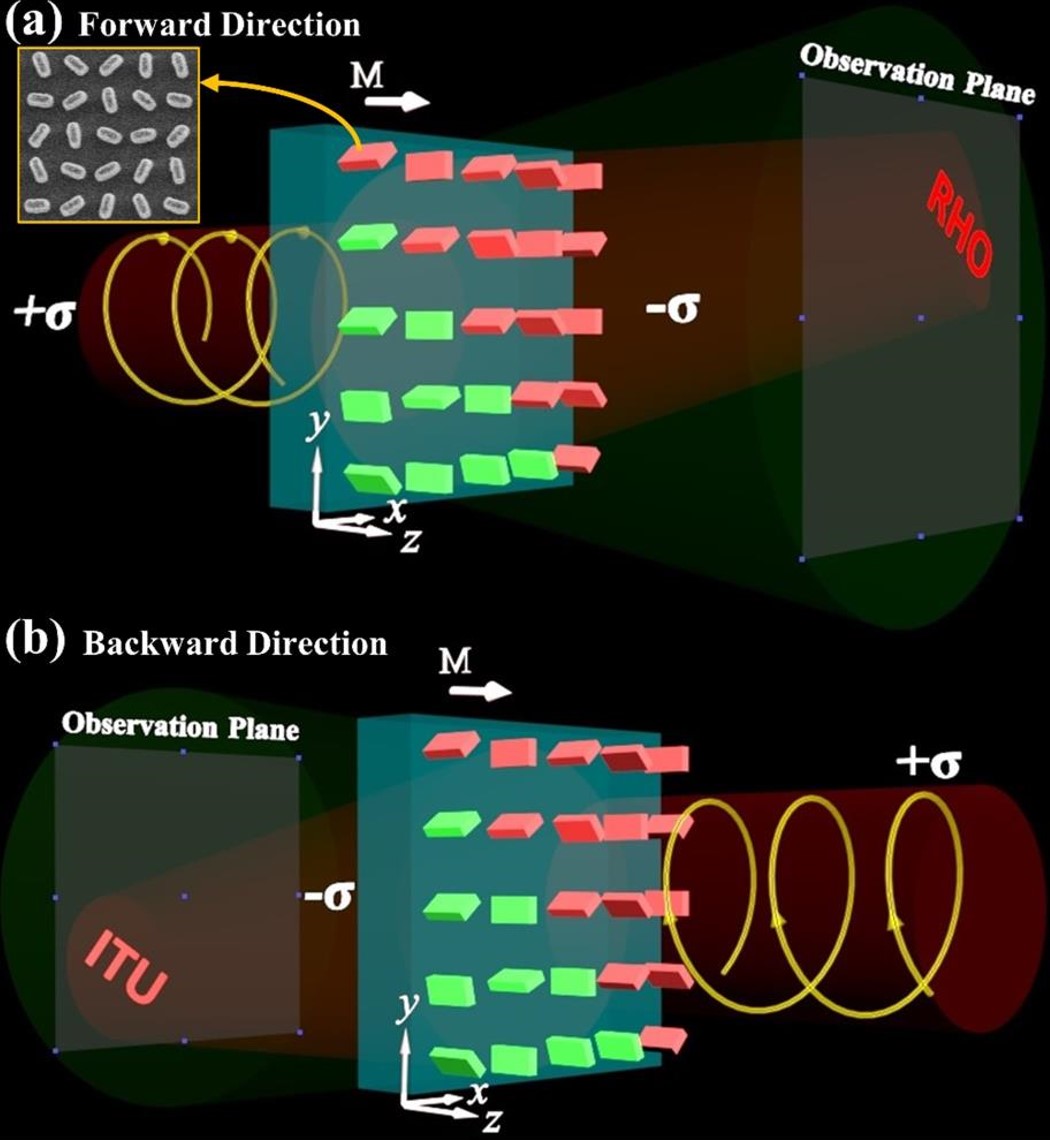 (a) Forward Direction
M
Observation Plane
RHO
+σ
-σ
y
x
z
(b) Backward Direction
M
Observation Plane
+σ
-σ
ITU
y
x
z